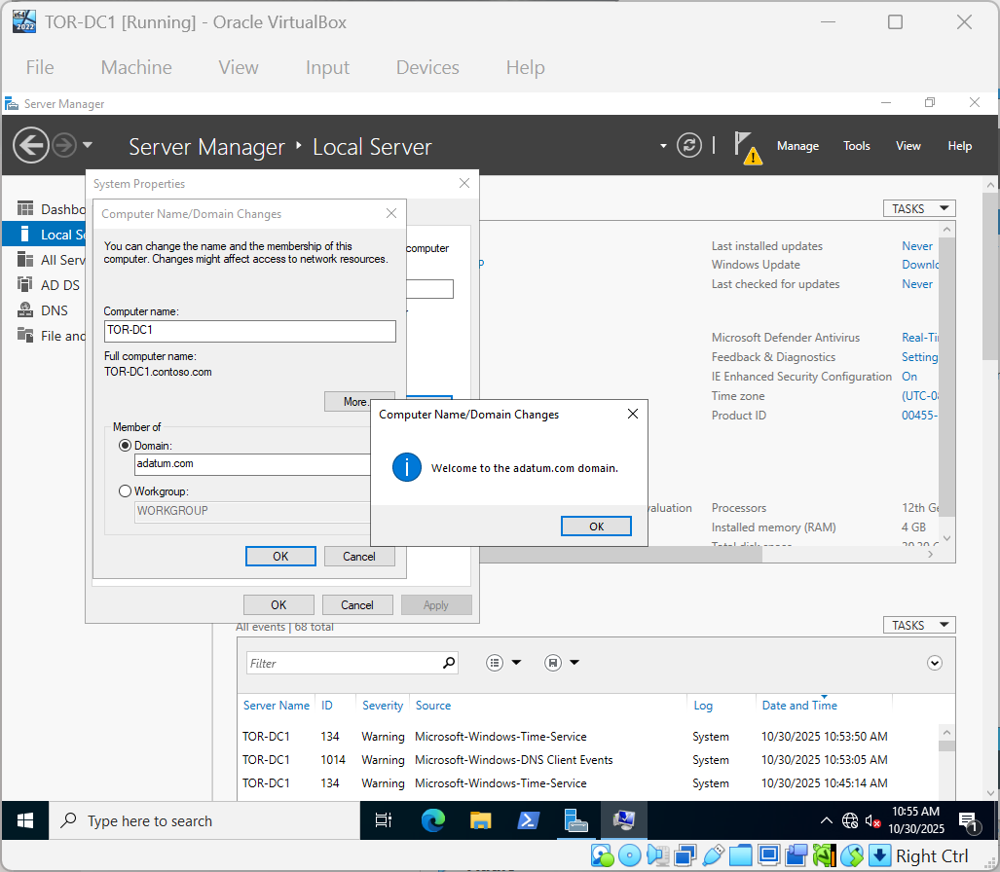 TOR-DC1 [Running] - Oracle VirtualBox
File Machine View Input Devices Help
Server Manager
Server Manager • Local Server
Manage Tools View Help
System Properties
Computer Name/Domain Changes
You can change the name and the membership of this
computer. Changes might affect access to network resources.
computer
Computer name:
TOR-DC1
Full computer name:
TOR-DC1.contoso.com
More.
Member of
Domain:
adatum.com
Workgroup:
WORKGROUP
OK Cancel
OK Cancel Apply
Computer Name/Domain Changes
Welcome to the adatum.com domain.
OK
Dashbo
Local Se
All Serv
AD DS
DNS
File and
TASKS
Last installed updates Never
Windows Update Downlo
Last checked for updates Never
Microsoft Defender Antivirus Real-Ti
Feedback & Diagnostics Setting
IE Enhanced Security Configuration On
Time zone (UTC-08
Product ID 00455-
valuation
Processors 12th Ge
Installed memory (RAM) 4 GB
All events | 68 total
TASKS
Filter
Server Name ID Severity Source Log Date and Time
TOR-DC1 134 Warning Microsoft-Windows-Time-Service System 10/30/2025 10:53:50 AM
TOR-DC1 1014 Warning Microsoft-Windows-DNS Client Events System 10/30/2025 10:53:05 AM
TOR-DC1 134 Warning Microsoft-Windows-Time-Service System 10/30/2025 10:45:14 AM
Type here to search
10:55 AM
10/30/2025
1
Right Ctrl